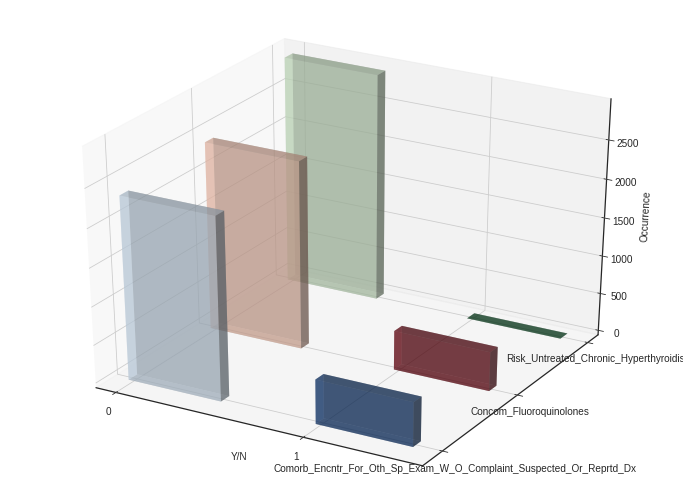 2500
2000
1500
1000
500
0
Occurrence
Risk_Untreated_Chronic_Hyperthyroidis
Concom_Fluoroquinolones
Comorb_Encntr_For_Oth_Sp_Exam_W_O_Complaint_Suspected_Or_Reprtd_Dx
0
1
Y/N